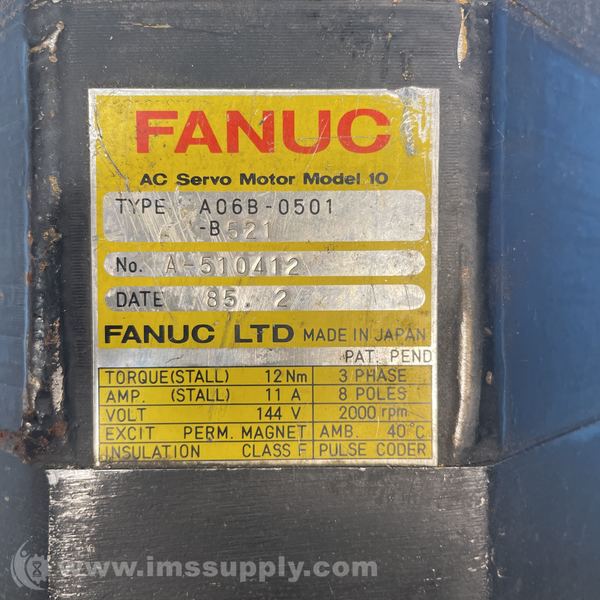 FANUC
AC Servo Motor Model 10
TYPE A06B-0501
-B521
No. A-510412
DATE 85. 2
FANUC LTD MADE IN JAPAN
PAT. PEND
TORQUE(STALL) 12 Nm 3 PHASE
AMP. (STALL) 11 A 8 POLES
VOLT 144 V 2000 rpm
EXCIT PERM. MAGNET AMB. 40°C
INSULATION CLASS F PULSE CODER
www.imssupply.com